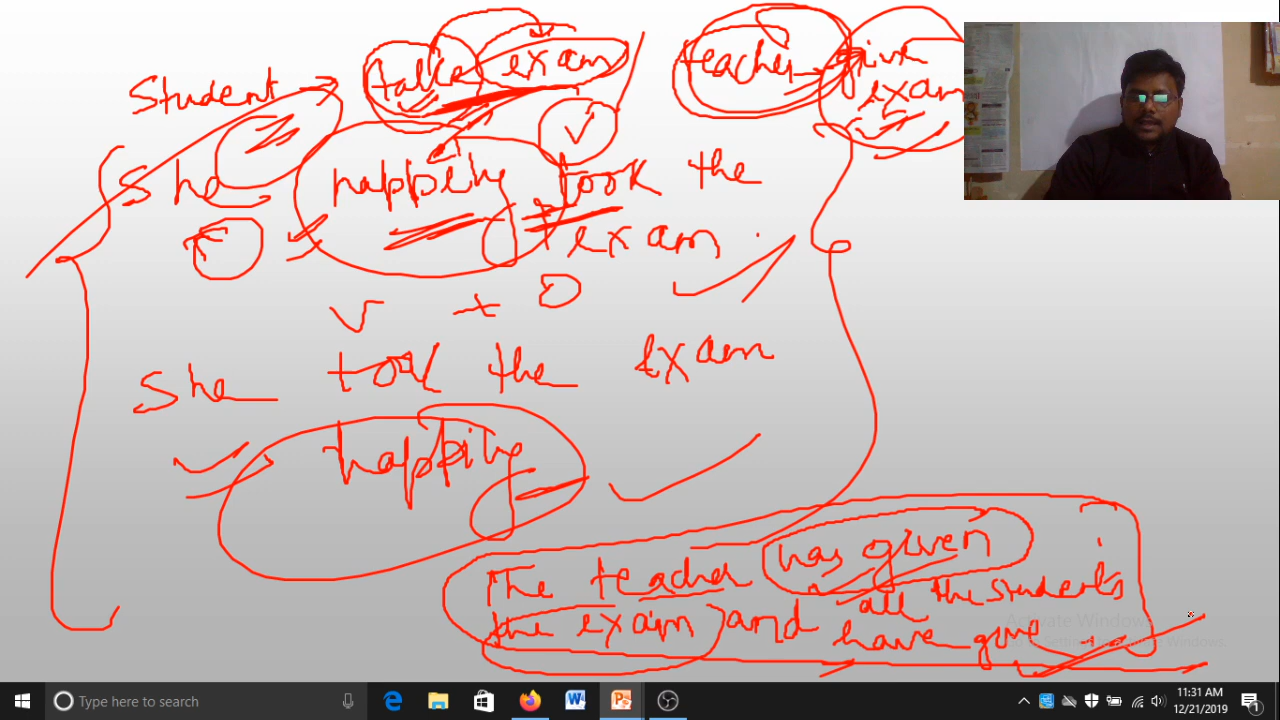 Student → take exam teacher - give exam
She happily took the exam.
V + O
She took the exam
happily
The teacher has given
the exam and all the students
have gone
Activate Windows
Type here to search
11:31 AM
12/21/2019